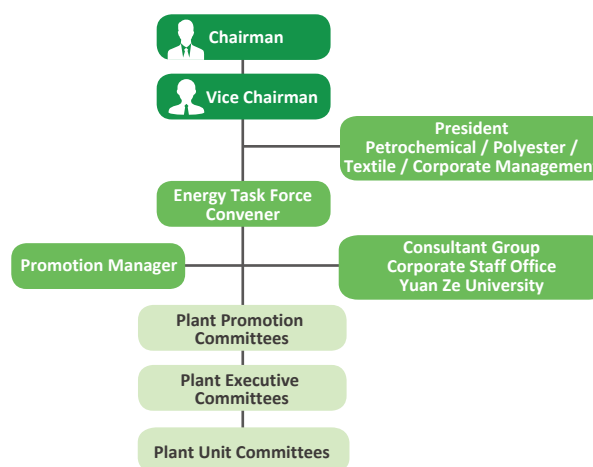 Chairman
Vice Chairman
President
Petrochemical / Polyester /
Textile / Corporate Management
Energy Task Force
Convener
Promotion Manager
Consultant Group
Corporate Staff Office
Yuan Ze University
Plant Promotion
Committees
Plant Executive
Committees
Plant Unit Committees